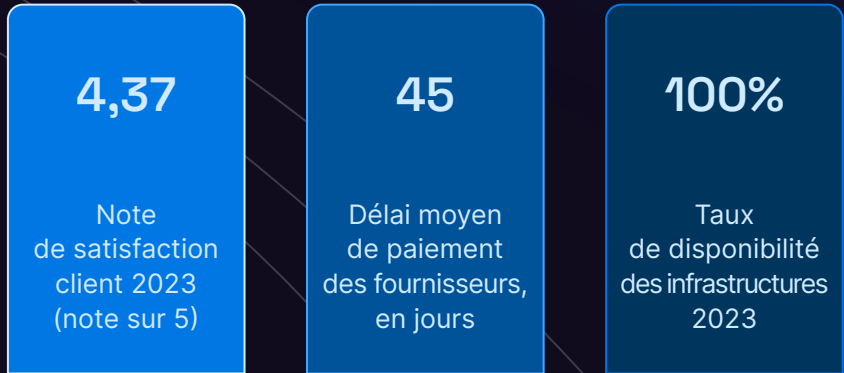 4,37
Note
de satisfaction
client 2023
(note sur 5)
45
Délai moyen
de paiement
des fournisseurs,
en jours
100%
Taux
de disponibilité
des infrastructures
2023